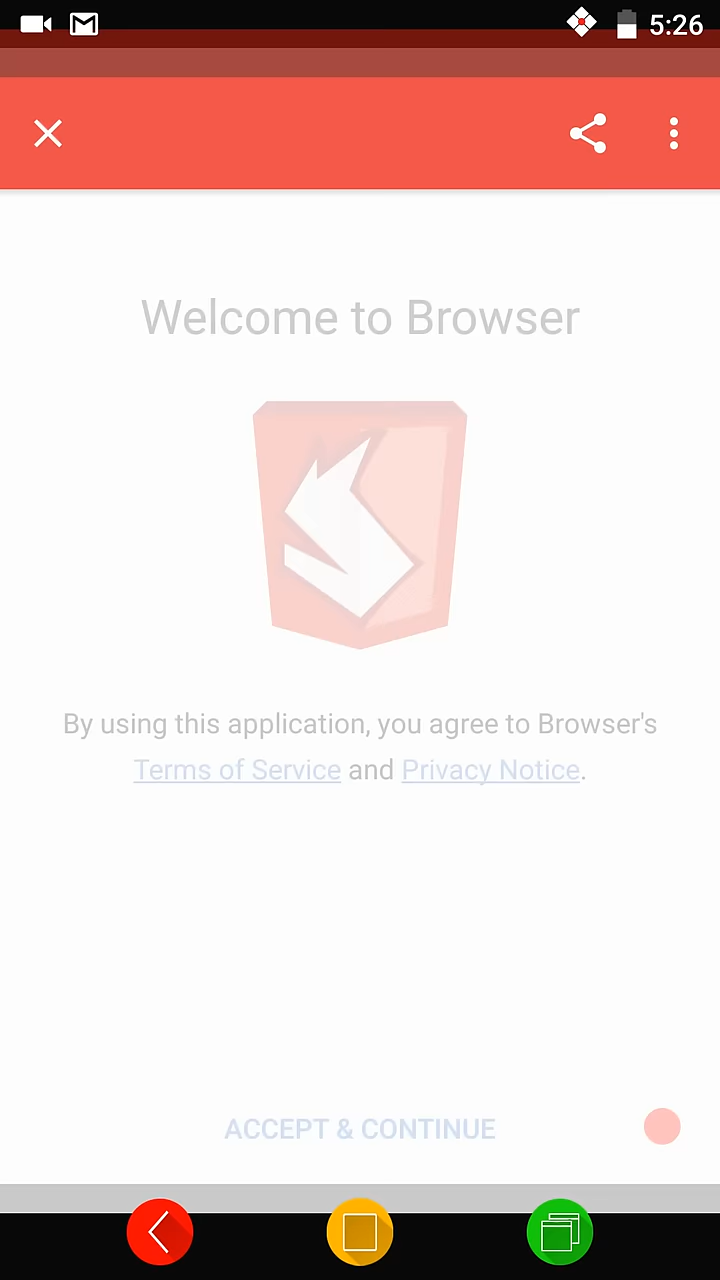 5:26
Welcome to Browser
By using this application, you agree to Browser's
Terms of Service and Privacy Notice.
ACCEPT & CONTINUE